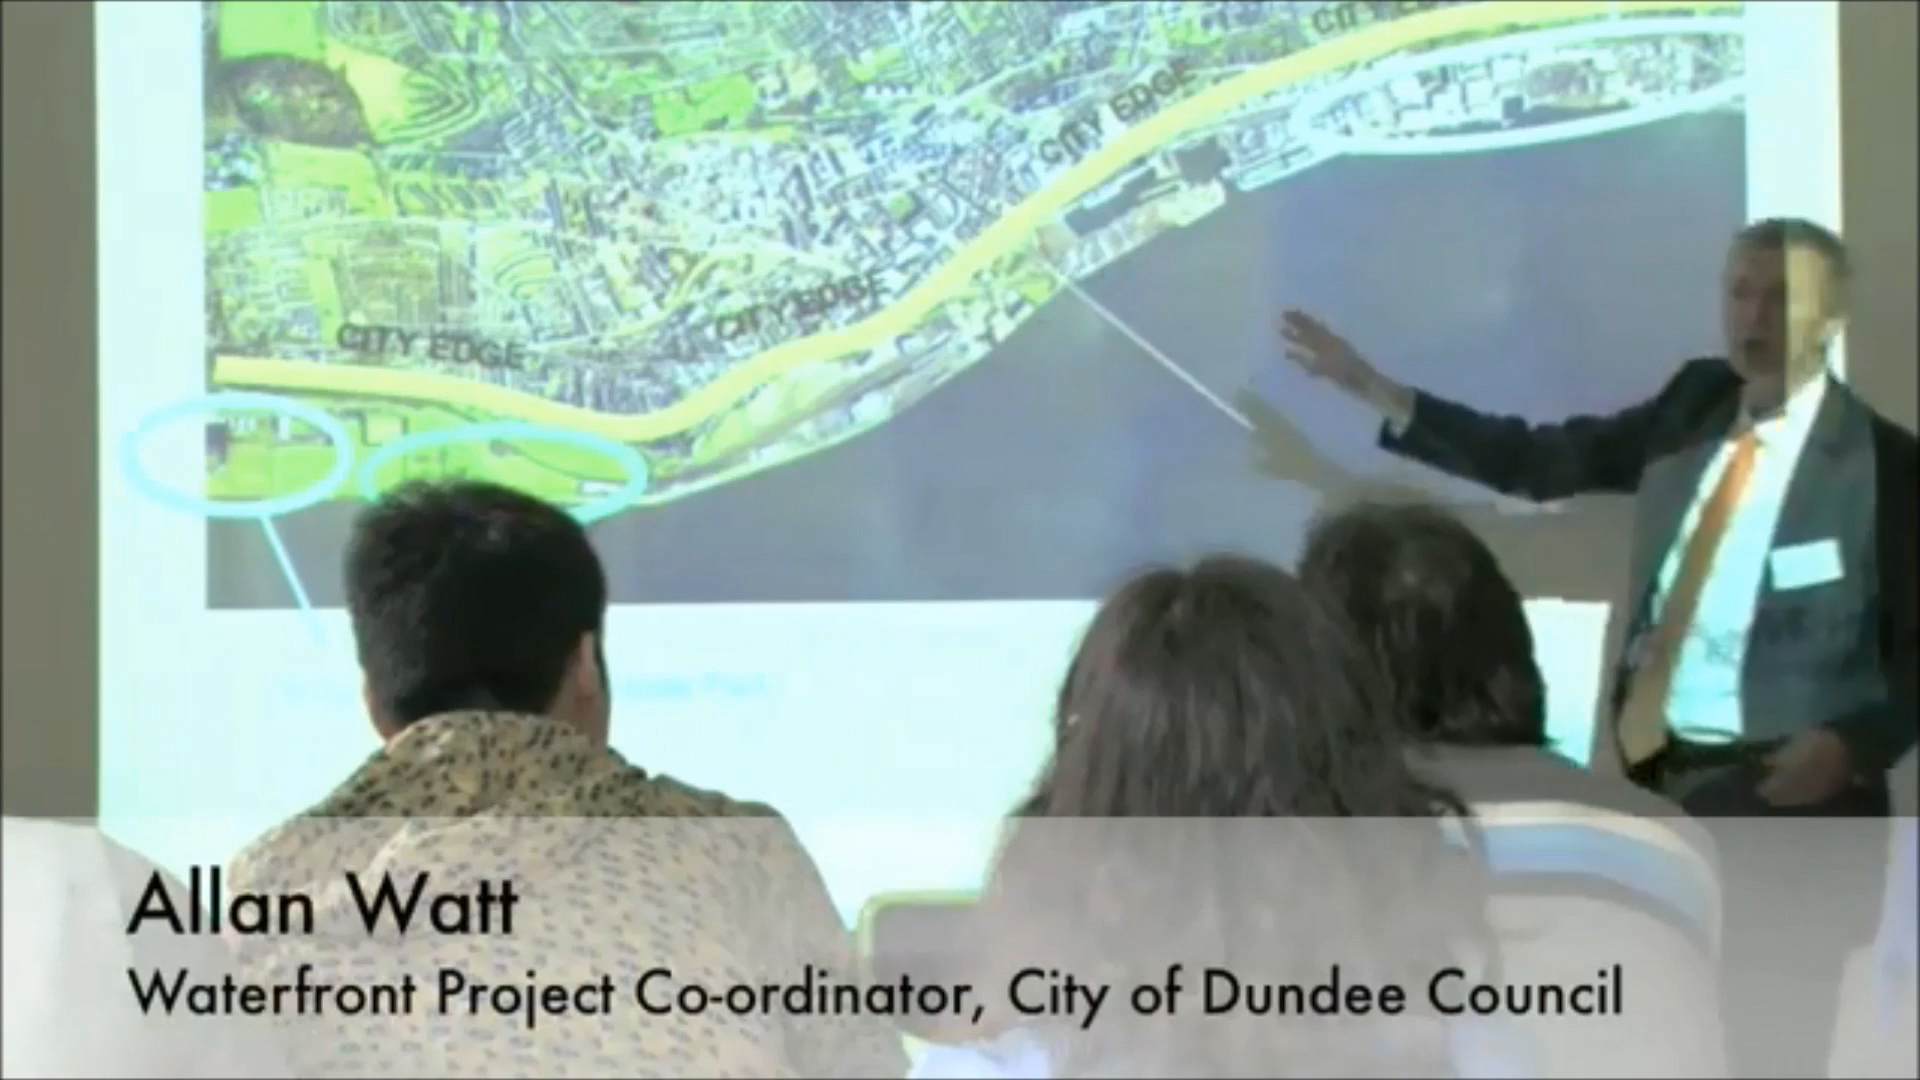 CITY EDGE
CITY EDGE
CITY EDGE
CITY EDGE
Allan Watt
Waterfront Project Co-ordinator, City of Dundee Council